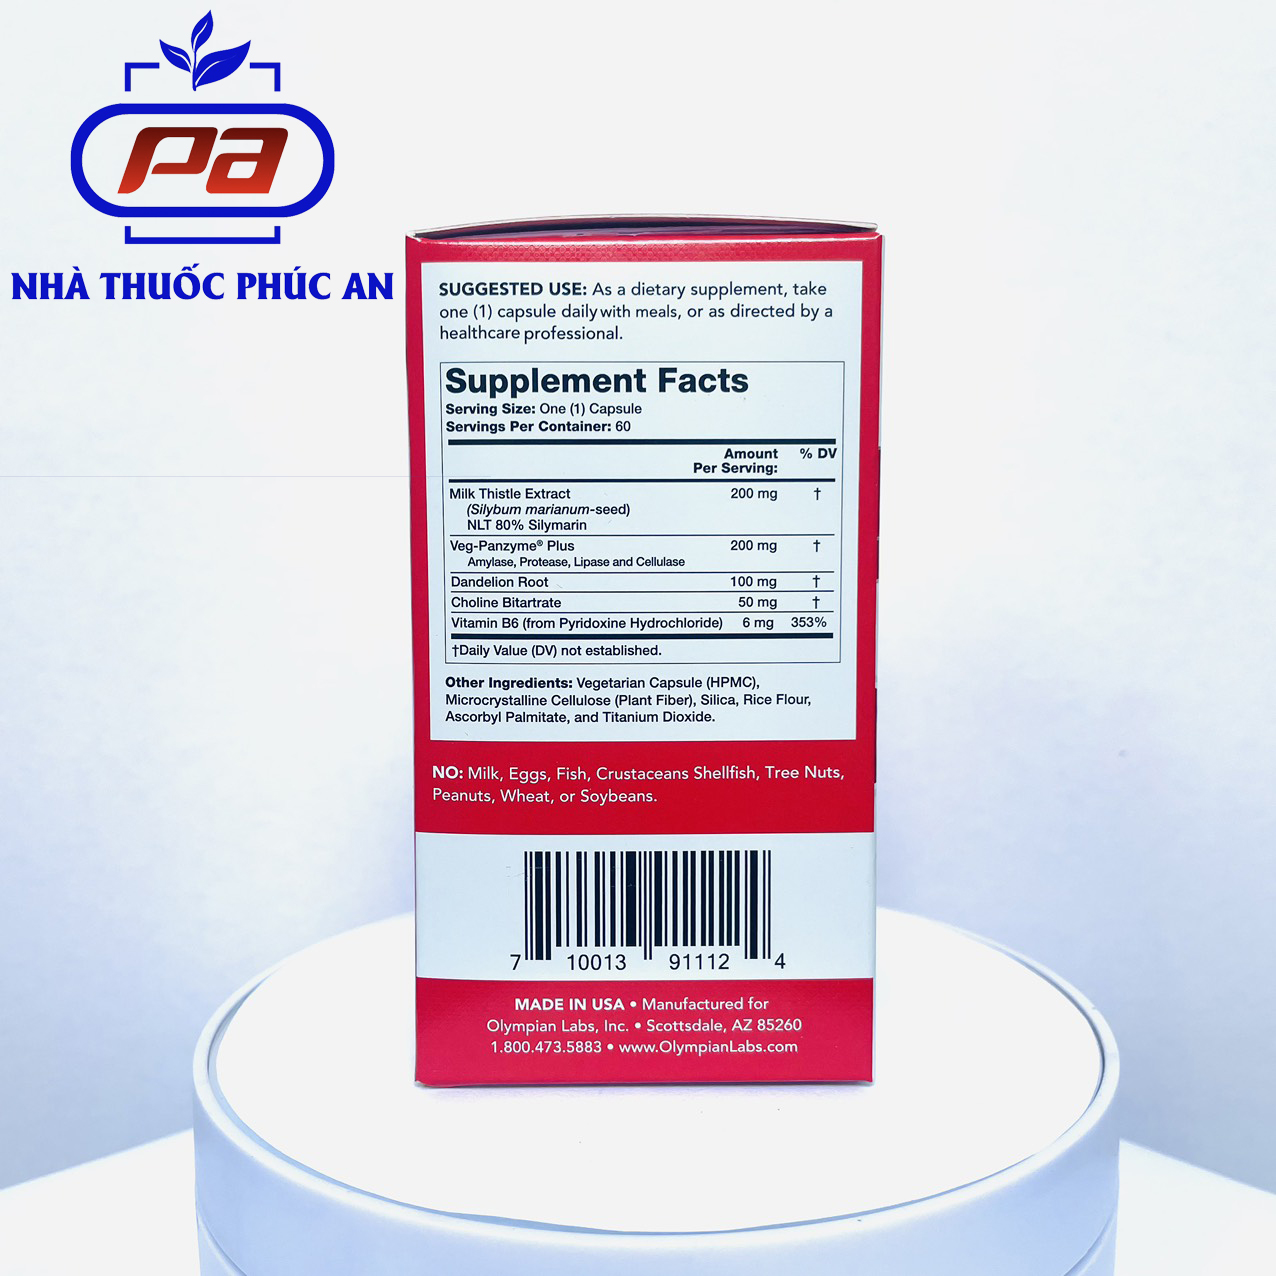 Pa
NHÀ THUỐC PHÚC AN
SUGGESTED USE: As a dietary supplement, take
one (1) capsule daily with meals, or as directed by a
healthcare professional.
Supplement Facts
Serving Size: One (1) Capsule
Servings Per Container: 60
Amount % DV
Per Serving:
Milk Thistle Extract 200 mg †
(Silybum marianum-seed)
NLT 80% Silymarin
Veg-Panzyme® Plus 200 mg †
Amylase, Protease, Lipase and Cellulase
Dandelion Root 100 mg †
Choline Bitartrate 50 mg †
Vitamin B6 (from Pyridoxine Hydrochloride) 6 mg 353%
†Daily Value (DV) not established.
Other Ingredients: Vegetarian Capsule (HPMC),
Microcrystalline Cellulose (Plant Fiber), Silica, Rice Flour,
Ascorbyl Palmitate, and Titanium Dioxide.
NO: Milk, Eggs, Fish, Crustaceans Shellfish, Tree Nuts,
Peanuts, Wheat, or Soybeans.
7 10013 91112 4
MADE IN USA • Manufactured for
Olympian Labs, Inc. • Scottsdale, AZ 85260
1.800.473.5883 • www.OlympianLabs.com